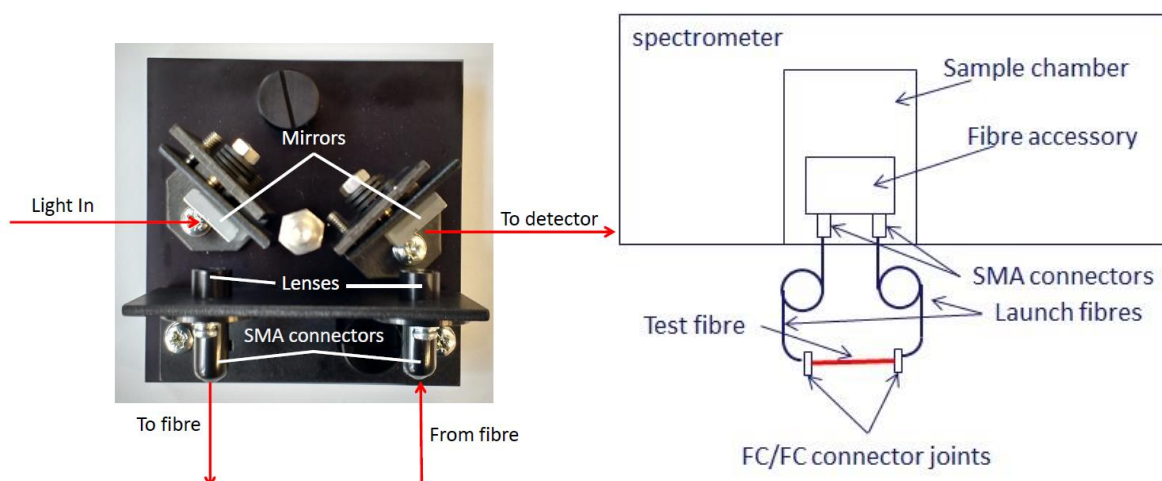 Mirrors
Light In
To detector
Lenses
SMA connectors
To fibre
From fibre
spectrometer
Sample chamber
Fibre accessory
SMA connectors
Launch fibres
Test fibre
FC/FC connector joints